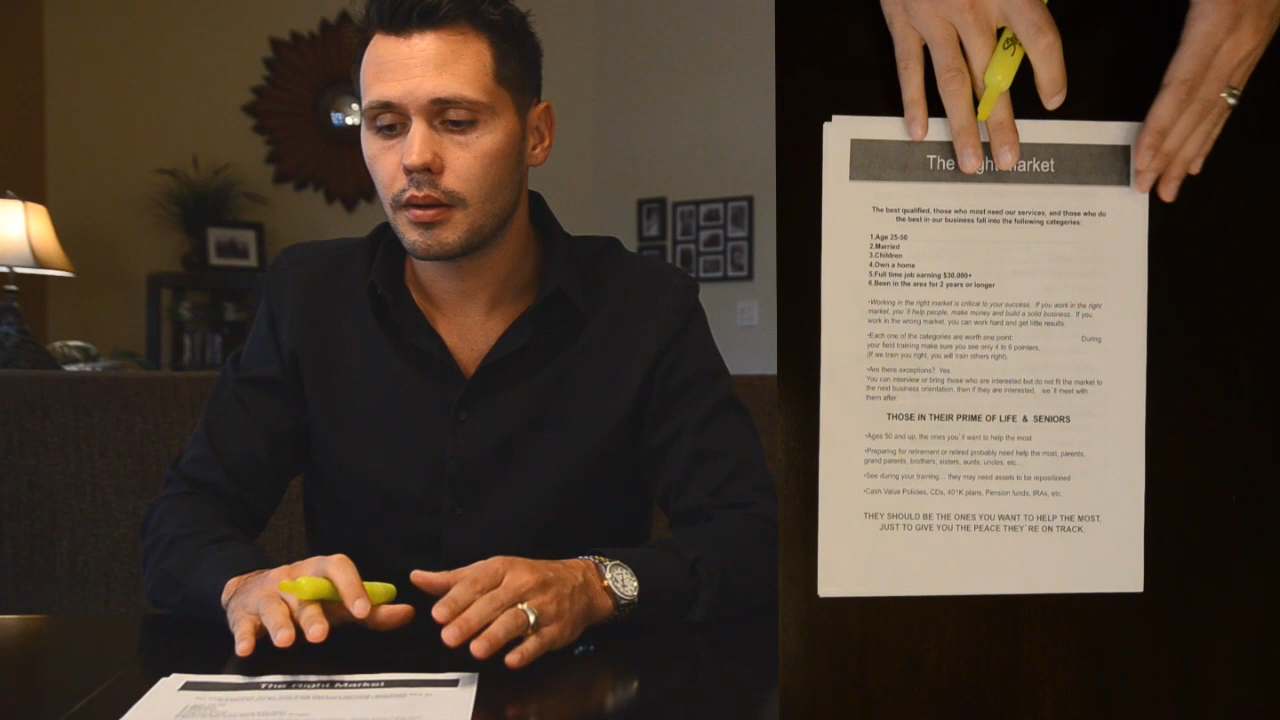 The Right Market
The best qualified, those who most need our services, and those who do
the best in our business fall into the following categories:
1.Age 25-50
2.Married
3.Children
4.Own a home
5.Full time job earning $30,000+
6.Been in the area for 2 years or longer
•Working in the right market is critical to your success. If you work in the right
market, you´ll help people, make money and build a solid business. If you
work in the wrong market, you can work hard and get little results.
•Each one of the categories are worth one point. During
your field training make sure you see only 4 to 6 pointers.
(If we train you right, you will train others right).
•Are there exceptions? Yes
You can interview or bring those who are interested but do not fit the market to
the next business orientation, then if they are interested, we´ll meet with
them after.
THOSE IN THEIR PRIME OF LIFE & SENIORS
•Ages 50 and up, the ones you´ll want to help the most
•Preparing for retirement or retired probably need help the most, parents,
grand parents, brothers, sisters, aunts, uncles, etc...
•See during your training... they may need assets to be repositioned
•Cash Value Policies, CDs, 401K plans, Pension funds, IRAs, etc.
THEY SHOULD BE THE ONES YOU WANT TO HELP THE MOST,
JUST TO GIVE YOU THE PEACE THEY´RE ON TRACK.
The Right Market